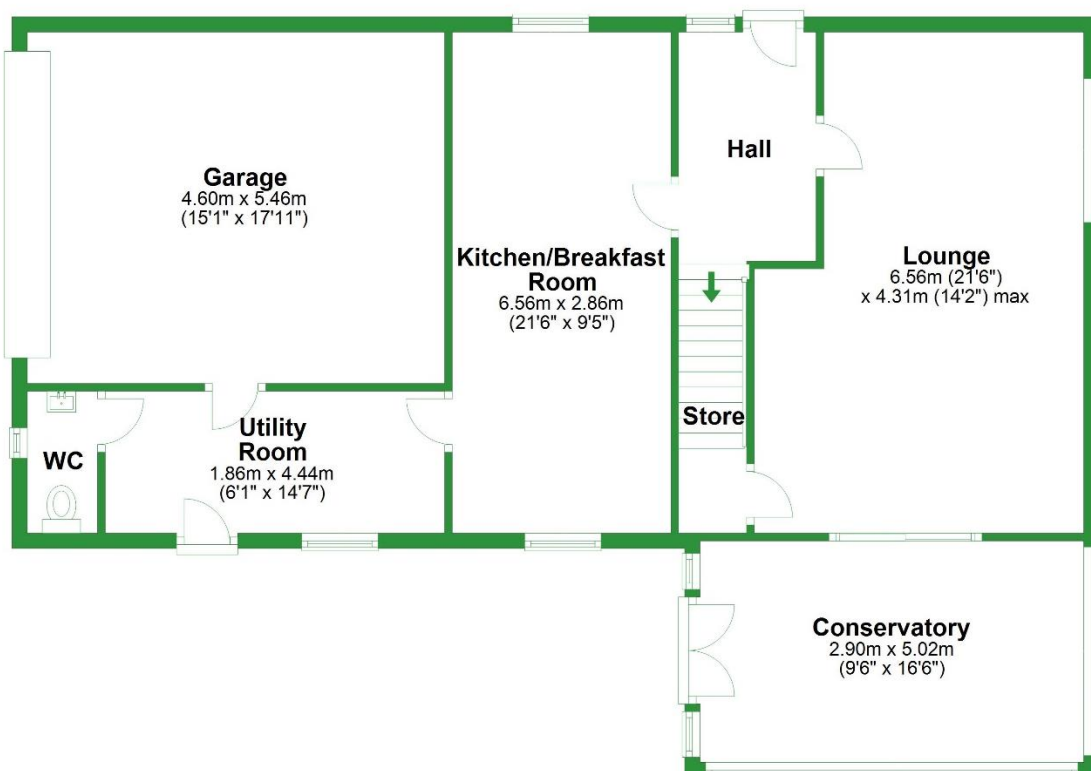 Garage
4.60m x 5.46m
(15'1" x 17'11")
Kitchen/Breakfast
Room
6.56m x 2.86m
(21'6" x 9'5")
Hall
Lounge
6.56m (21'6")
x 4.31m (14'2") max
Store
WC
Utility
Room
1.86m x 4.44m
(6'1" x 14'7")
Conservatory
2.90m x 5.02m
(9'6" x 16'6")